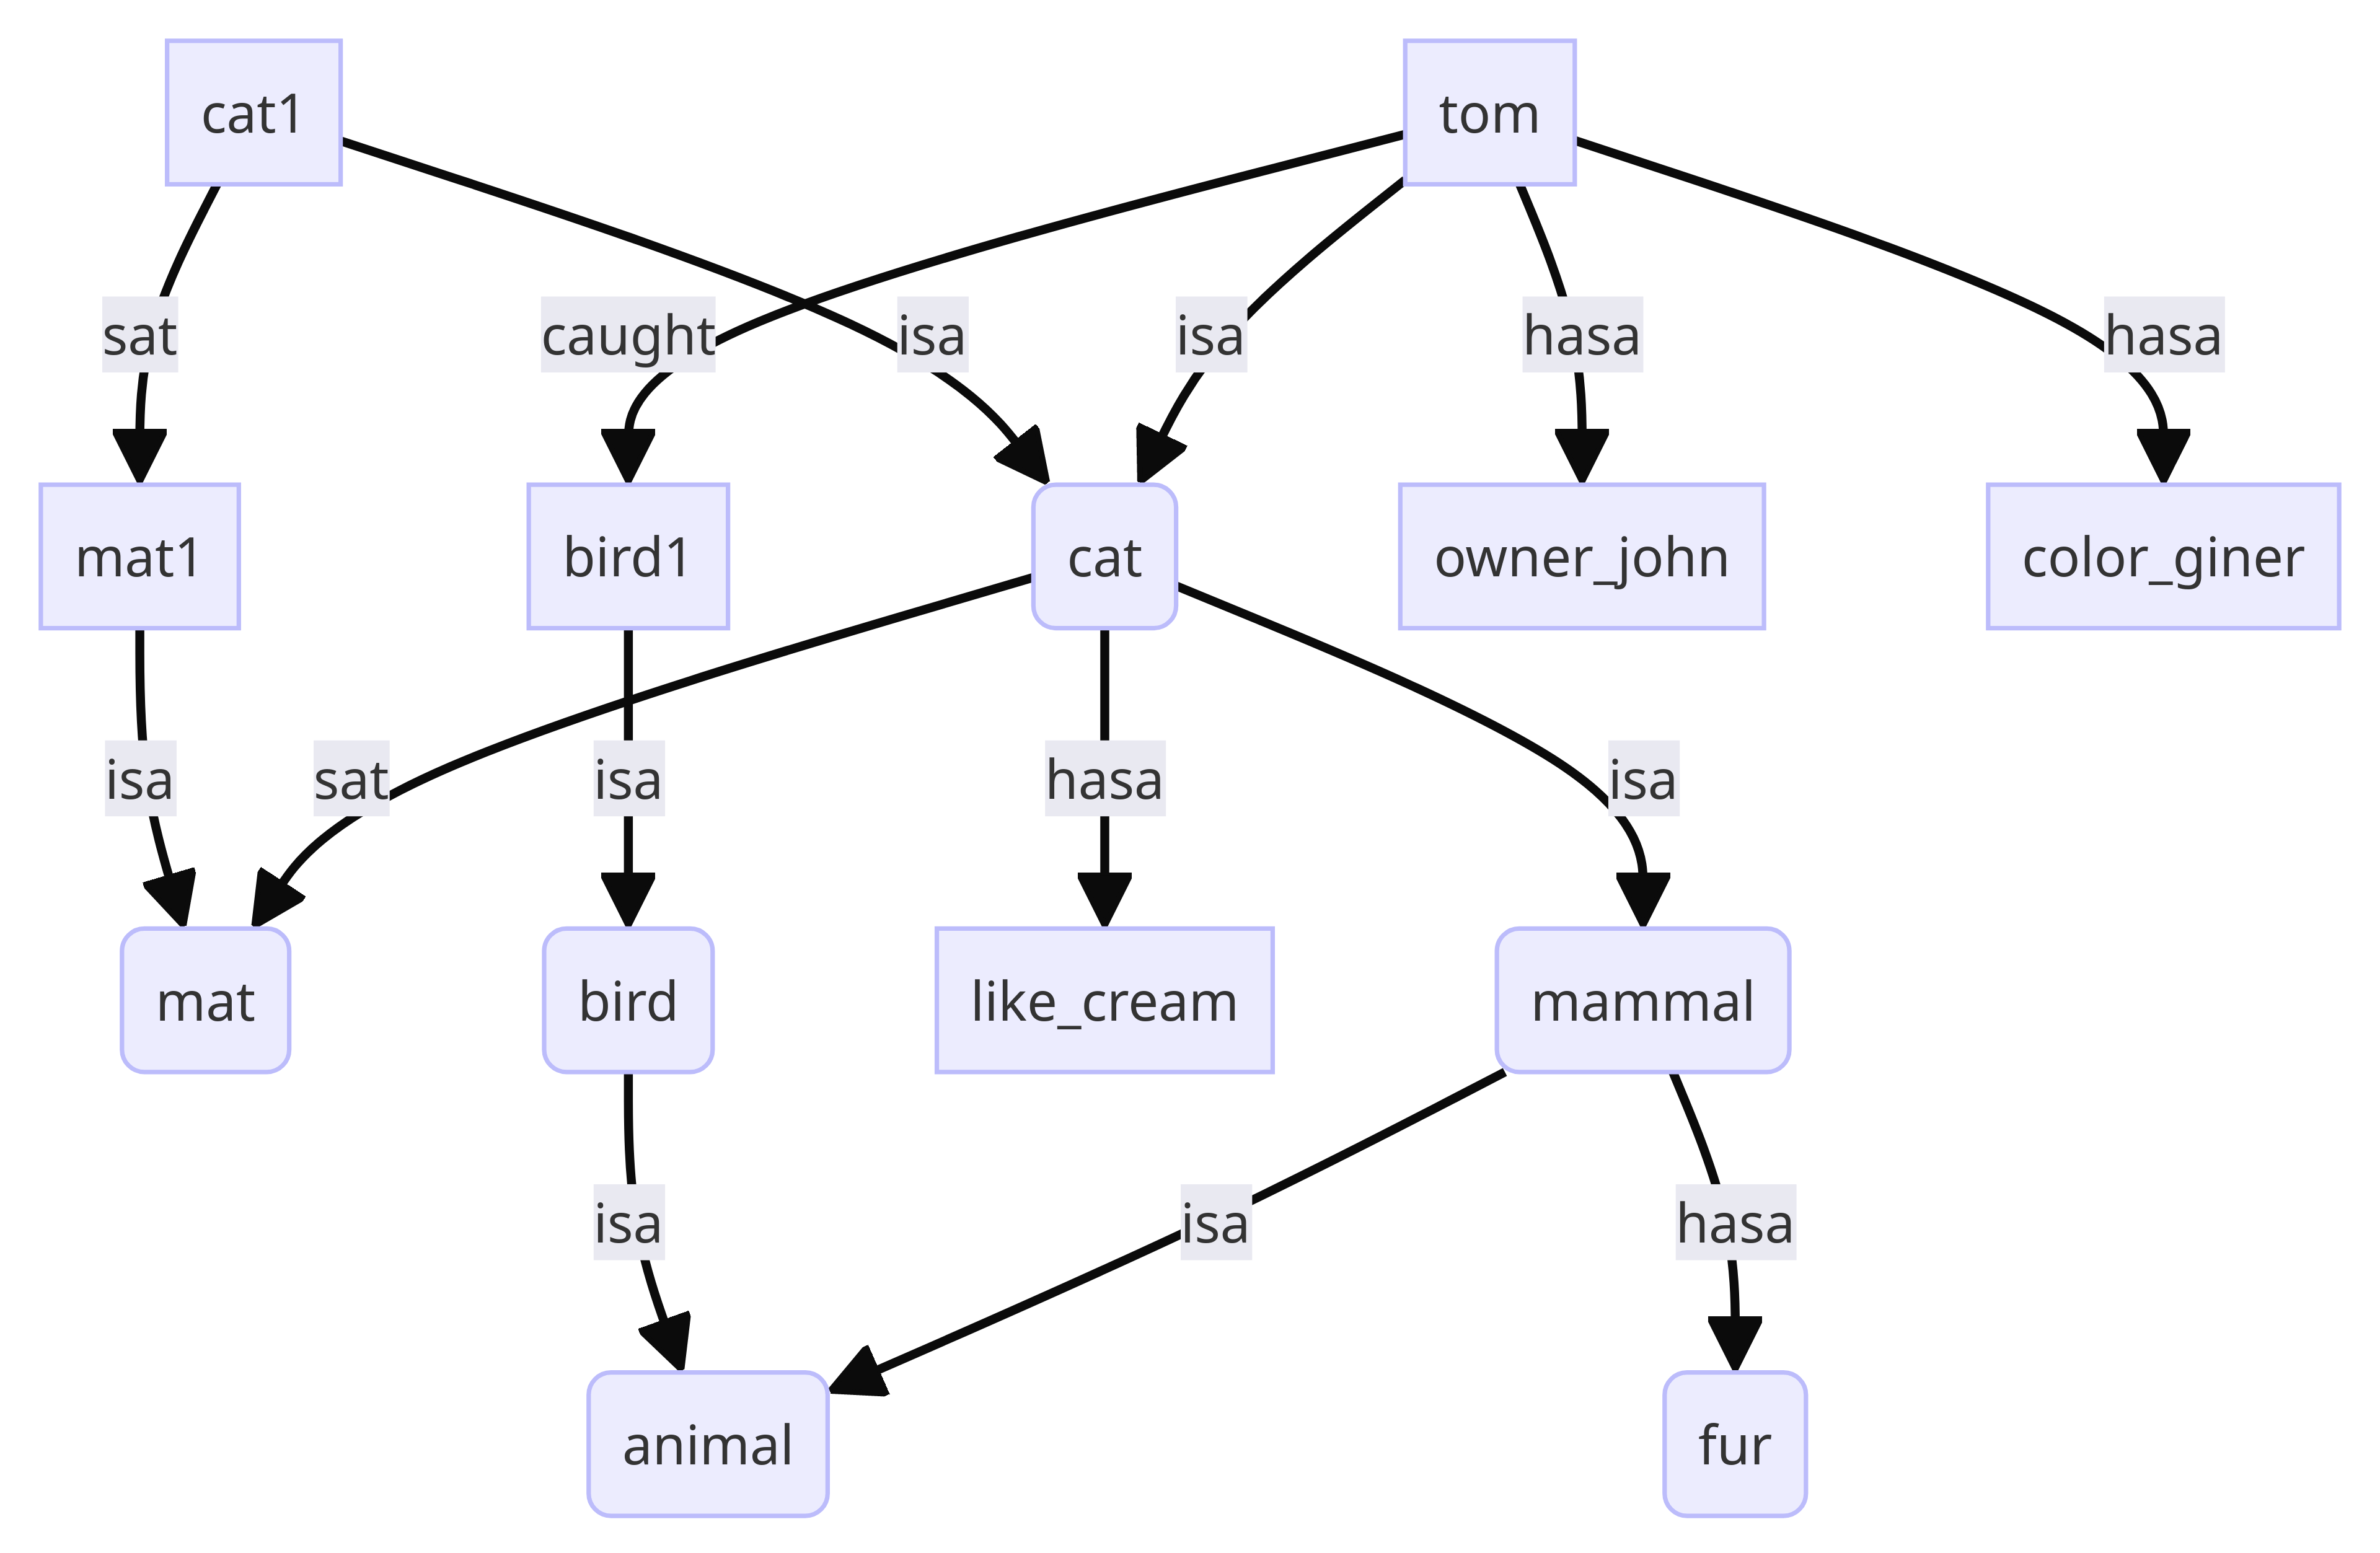 cat1
tom
sat
caught
isa
isa
hasa
hasa
mat1
bird1
cat
owner_john
color_giner
isa
sat
isa
hasa
isa
mat
bird
like_cream
mammal
isa
isa
hasa
animal
fur